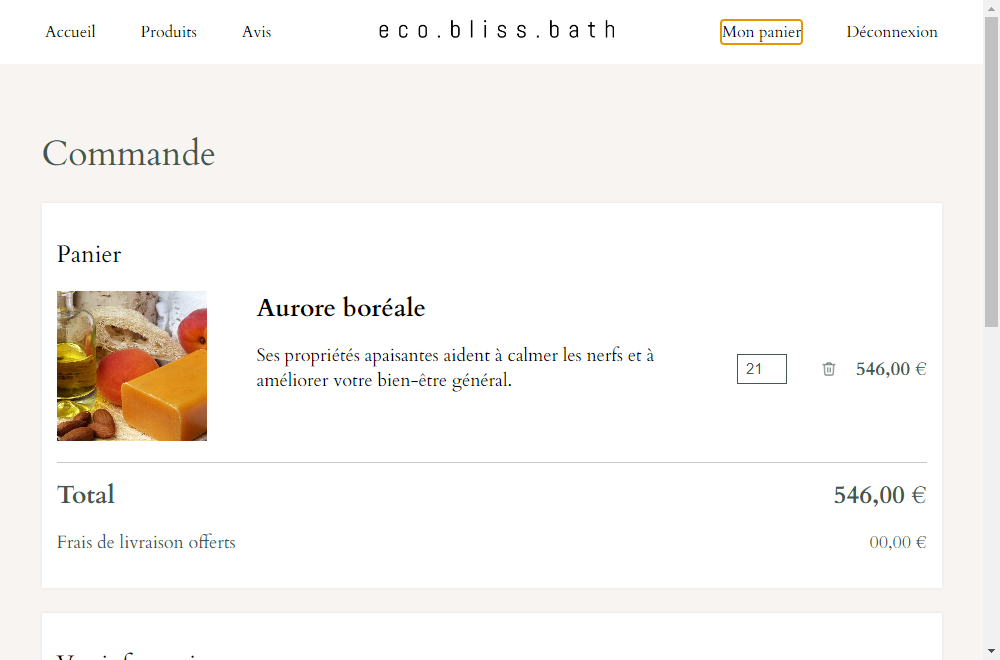 Accueil Produits Avis eco.bliss.bath Mon panier Déconnexion
Commande
Panier
Aurore boréale
Ses propriétés apaisantes aident à calmer les nerfs et à
améliorer votre bien-être général.
21 546,00 €
Total 546,00 €
Frais de livraison offerts 00,00 €